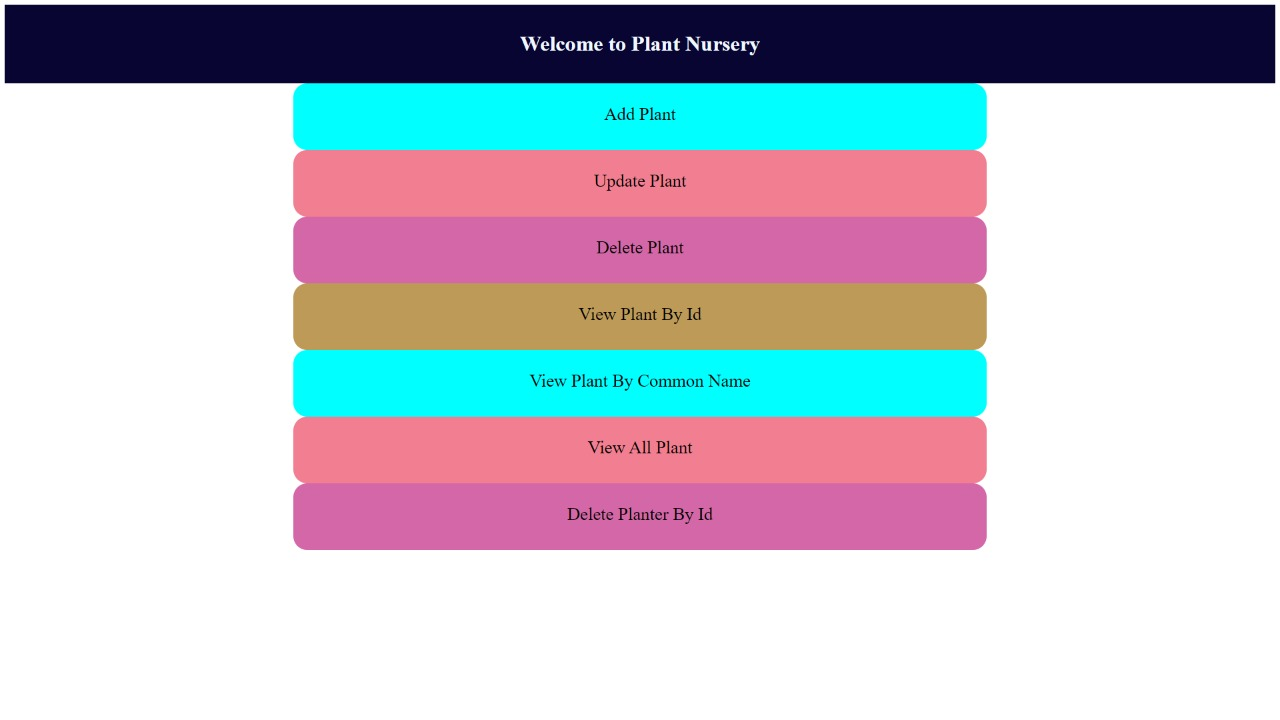 Welcome to Plant Nursery
Add Plant
Update Plant
Delete Plant
View Plant By Id
View Plant By Common Name
View All Plant
Delete Planter By Id